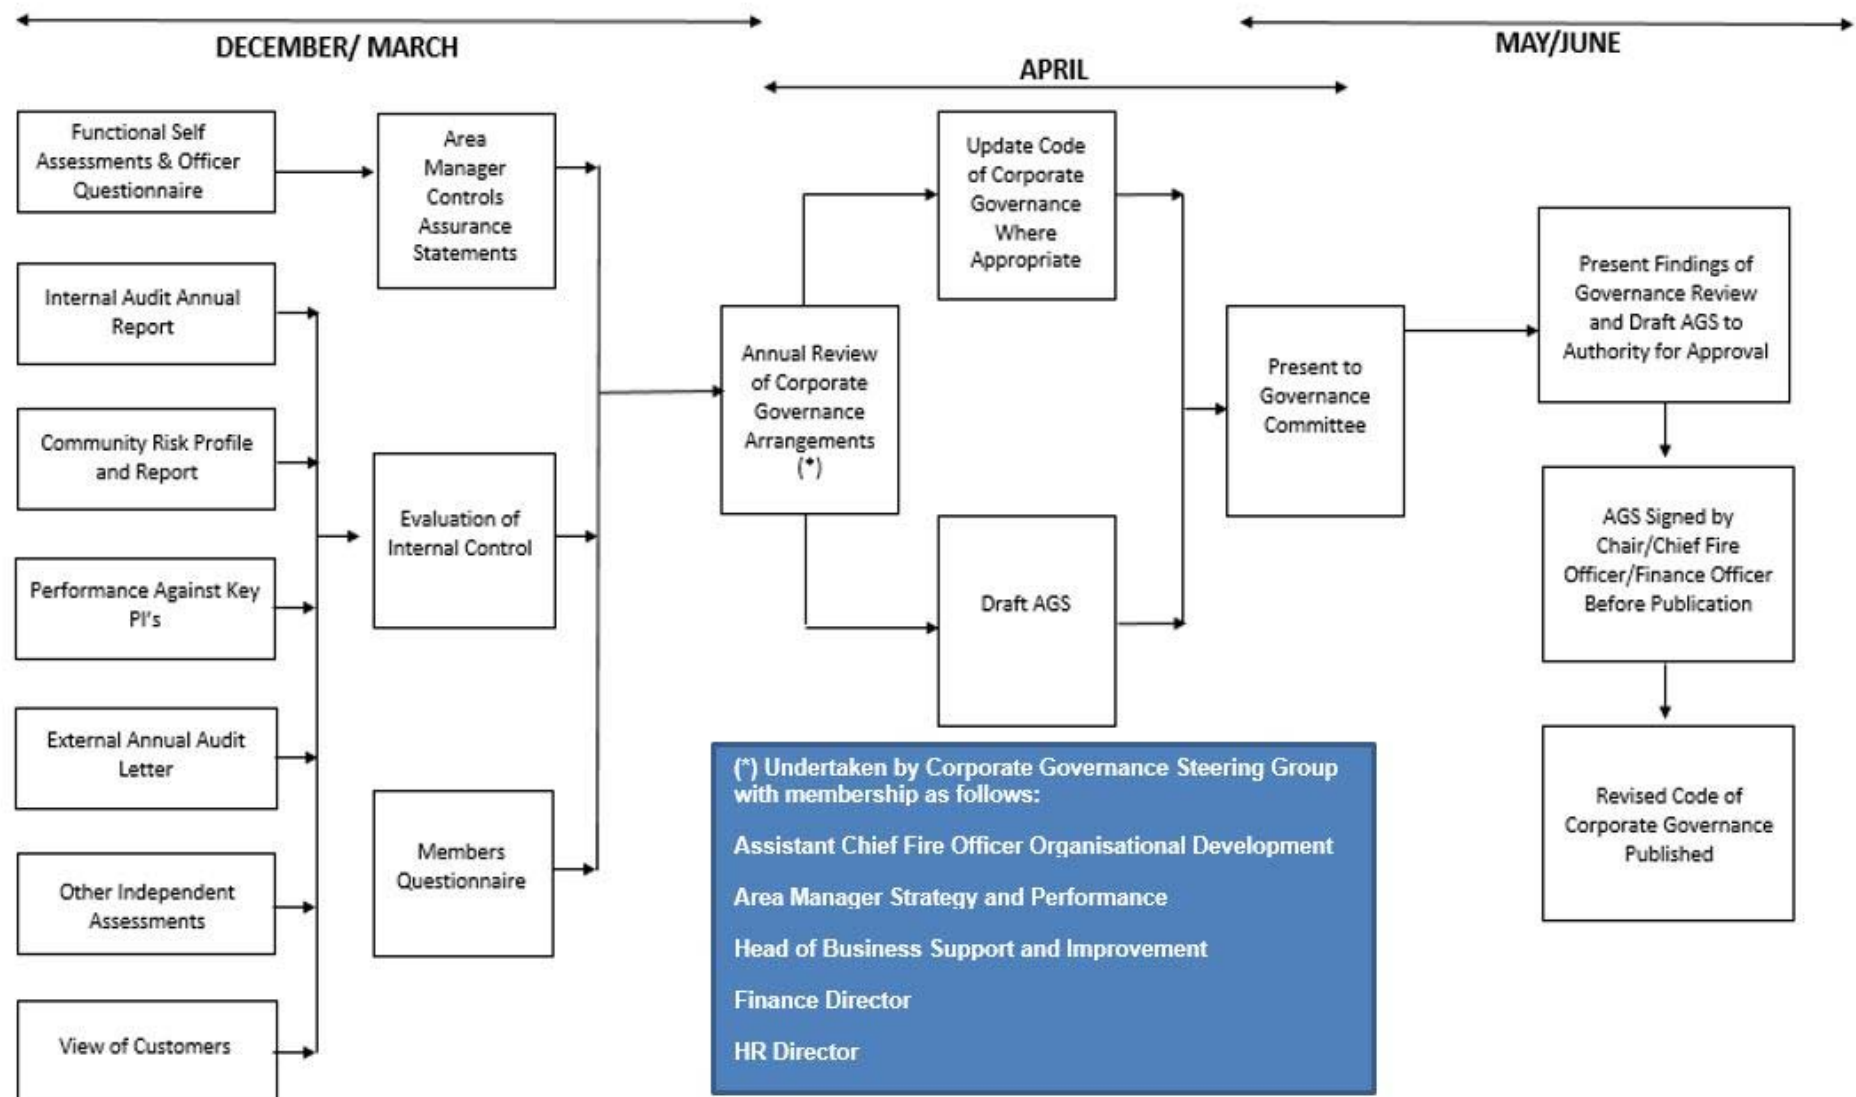 DECEMBER/ MARCH
APRIL
MAY/JUNE
Functional Self
Assessments & Officer
Questionnaire
Internal Audit Annual
Report
Community Risk Profile
and Report
Performance Against Key
PI's
External Annual Audit
Letter
Other Independent
Assessments
View of Customers
Area
Manager
Controls
Assurance
Statements
Evaluation of
Internal Control
Members
Questionnaire
Annual Review
of Corporate
Governance
Arrangements
(*)
Update Code
of Corporate
Governance
Where
Appropriate
Draft AGS
Present to
Governance
Committee
Present Findings of
Governance Review
and Draft AGS to
Authority for Approval
AGS Signed by
Chair/Chief Fire
Officer/Finance Officer
Before Publication
Revised Code of
Corporate Governance
Published
(*) Undertaken by Corporate Governance Steering Group
with membership as follows:
Assistant Chief Fire Officer Organisational Development
Area Manager Strategy and Performance
Head of Business Support and Improvement
Finance Director
HR Director